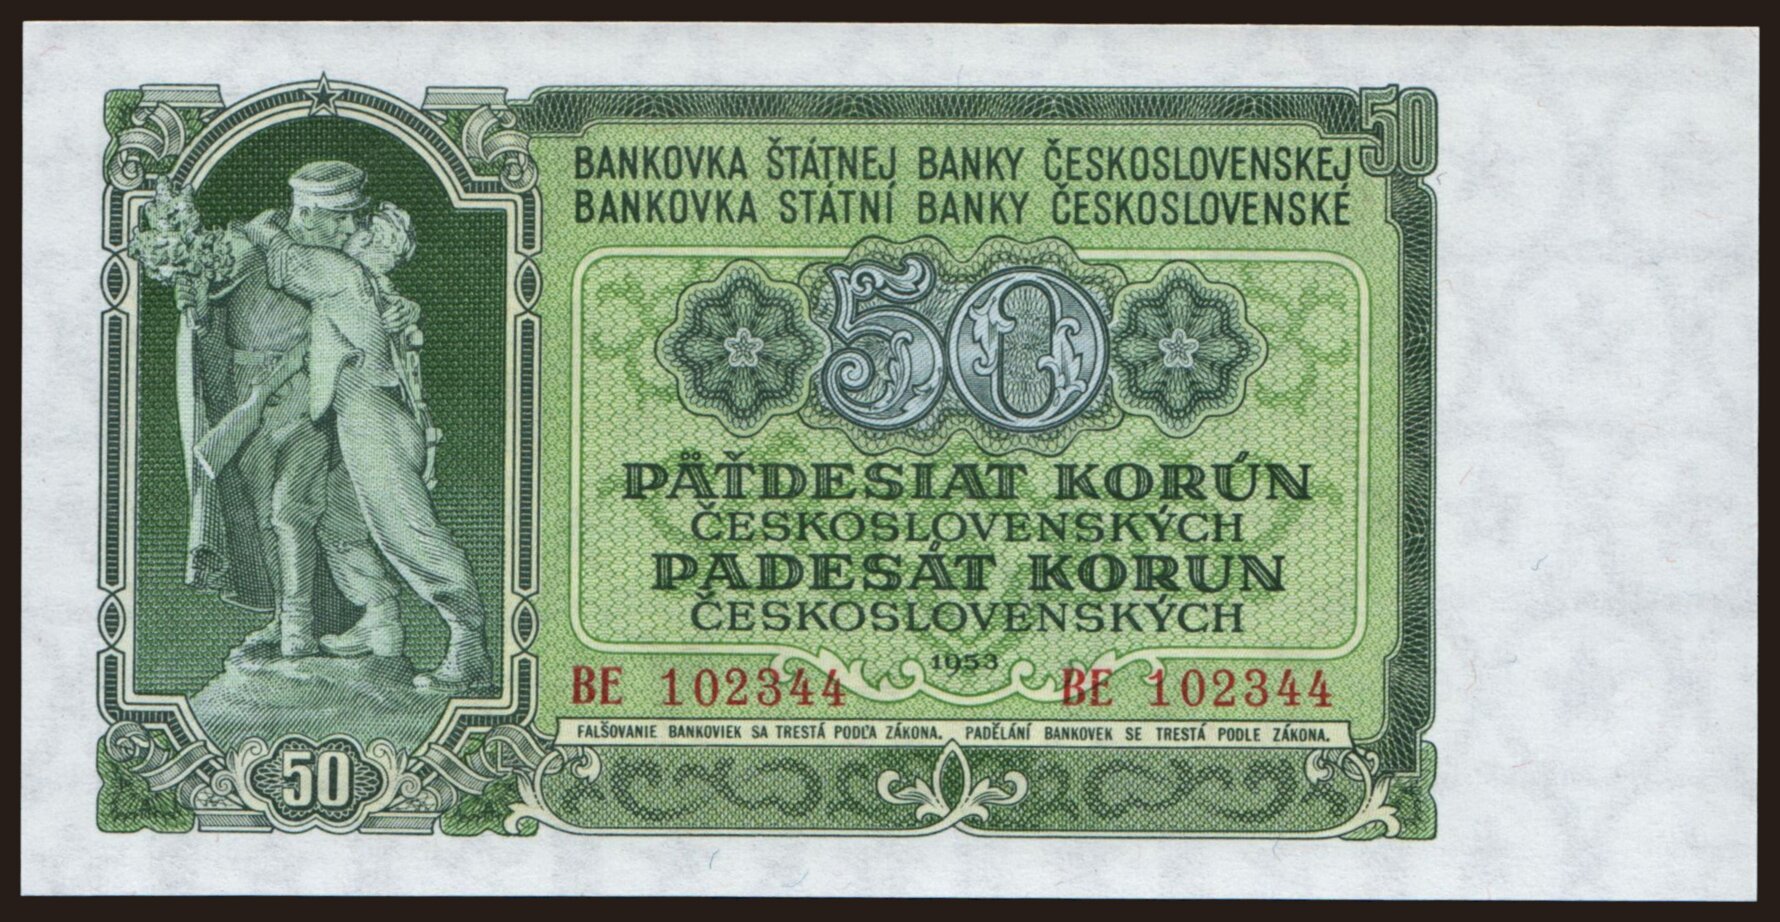 50
BANKOVKA ŠTÁTNEJ BANKY ČESKOSLOVENSKEJ
BANKOVKA STÁTNÍ BANKY ČESKOSLOVENSKÉ
50
PÄŤDESIAT KORÚN
ČESKOSLOVENSKÝCH
PADESÁT KORUN
ČESKOSLOVENSKÝCH
1953
BE 102344 BE 102344
FALŠOVANIE BANKOVIEK SA TRESTÁ PODĽA ZÁKONA. PADĚLÁNÍ BANKOVEK SE TRESTÁ PODLE ZÁKONA.
50